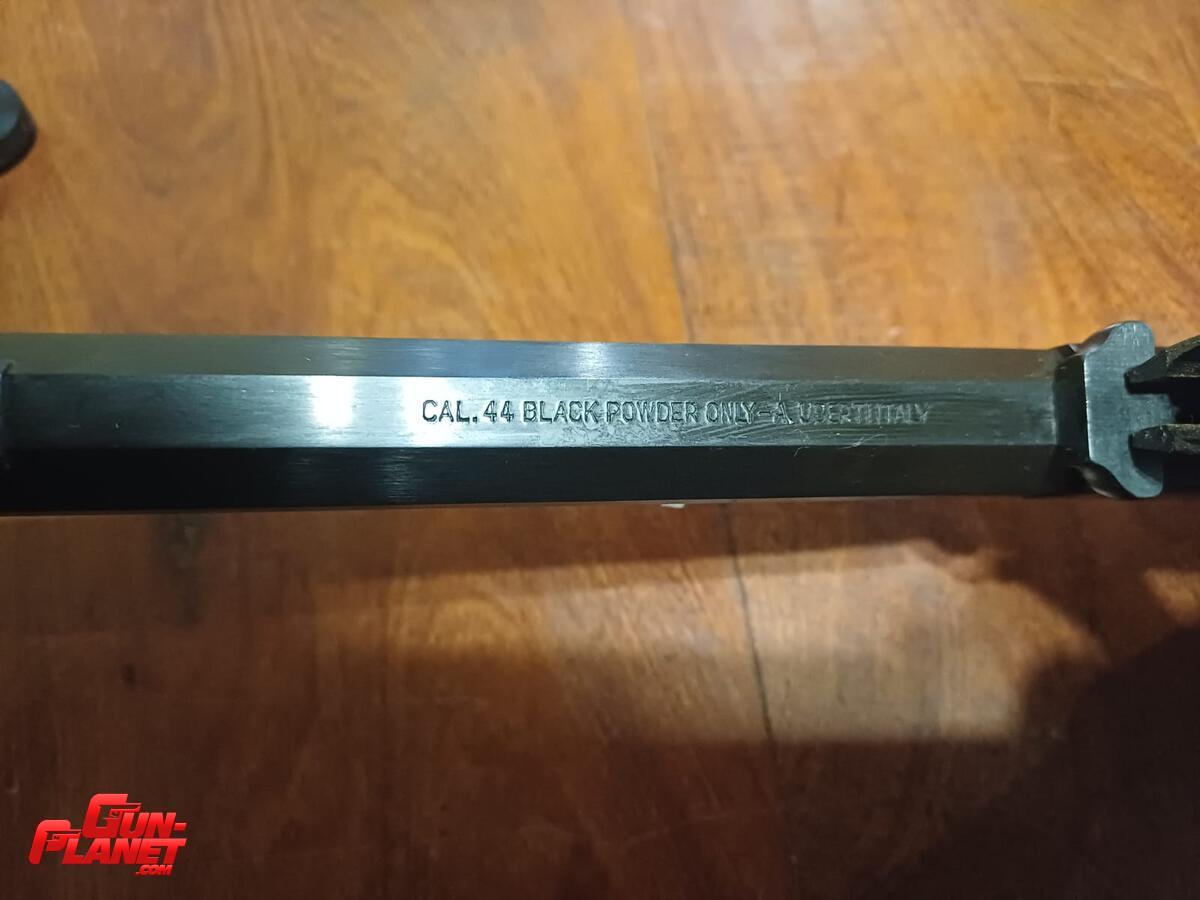 CAL.44 BLACK POWDER ONLY-A.UBERTI ITALY
GUN-
PLANET
.COM